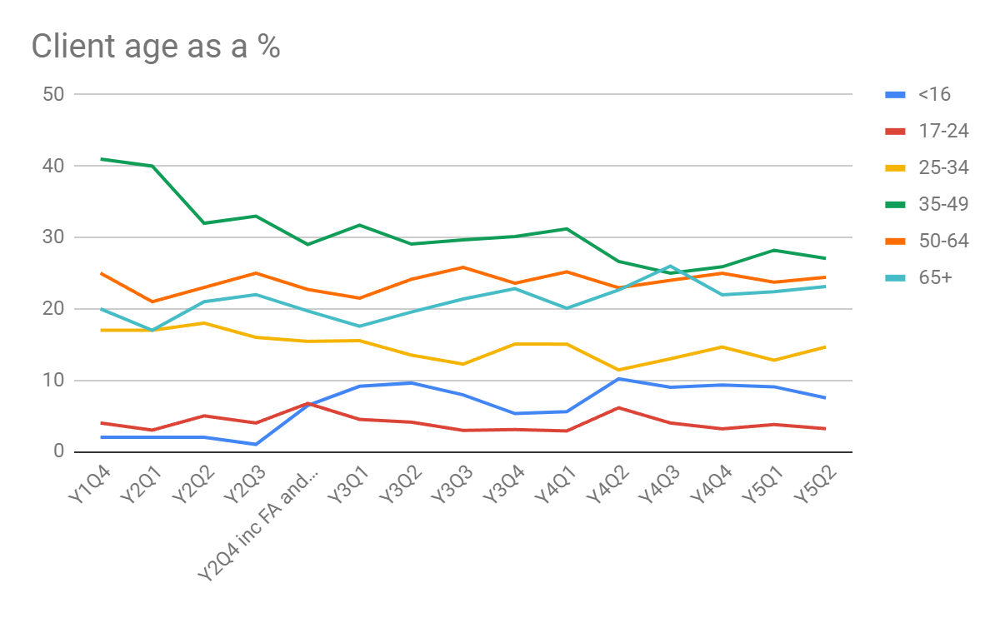 Client age as a %
50
40
30
20
10
0
Y1Q4
Y2Q1
Y2Q2
Y2Q3
Y2Q4 inc FA and...
Y3Q1
Y3Q2
Y3Q3
Y3Q4
Y4Q1
Y4Q2
Y4Q3
Y4Q4
Y5Q1
Y5Q2
<16
17-24
25-34
35-49
50-64
65+